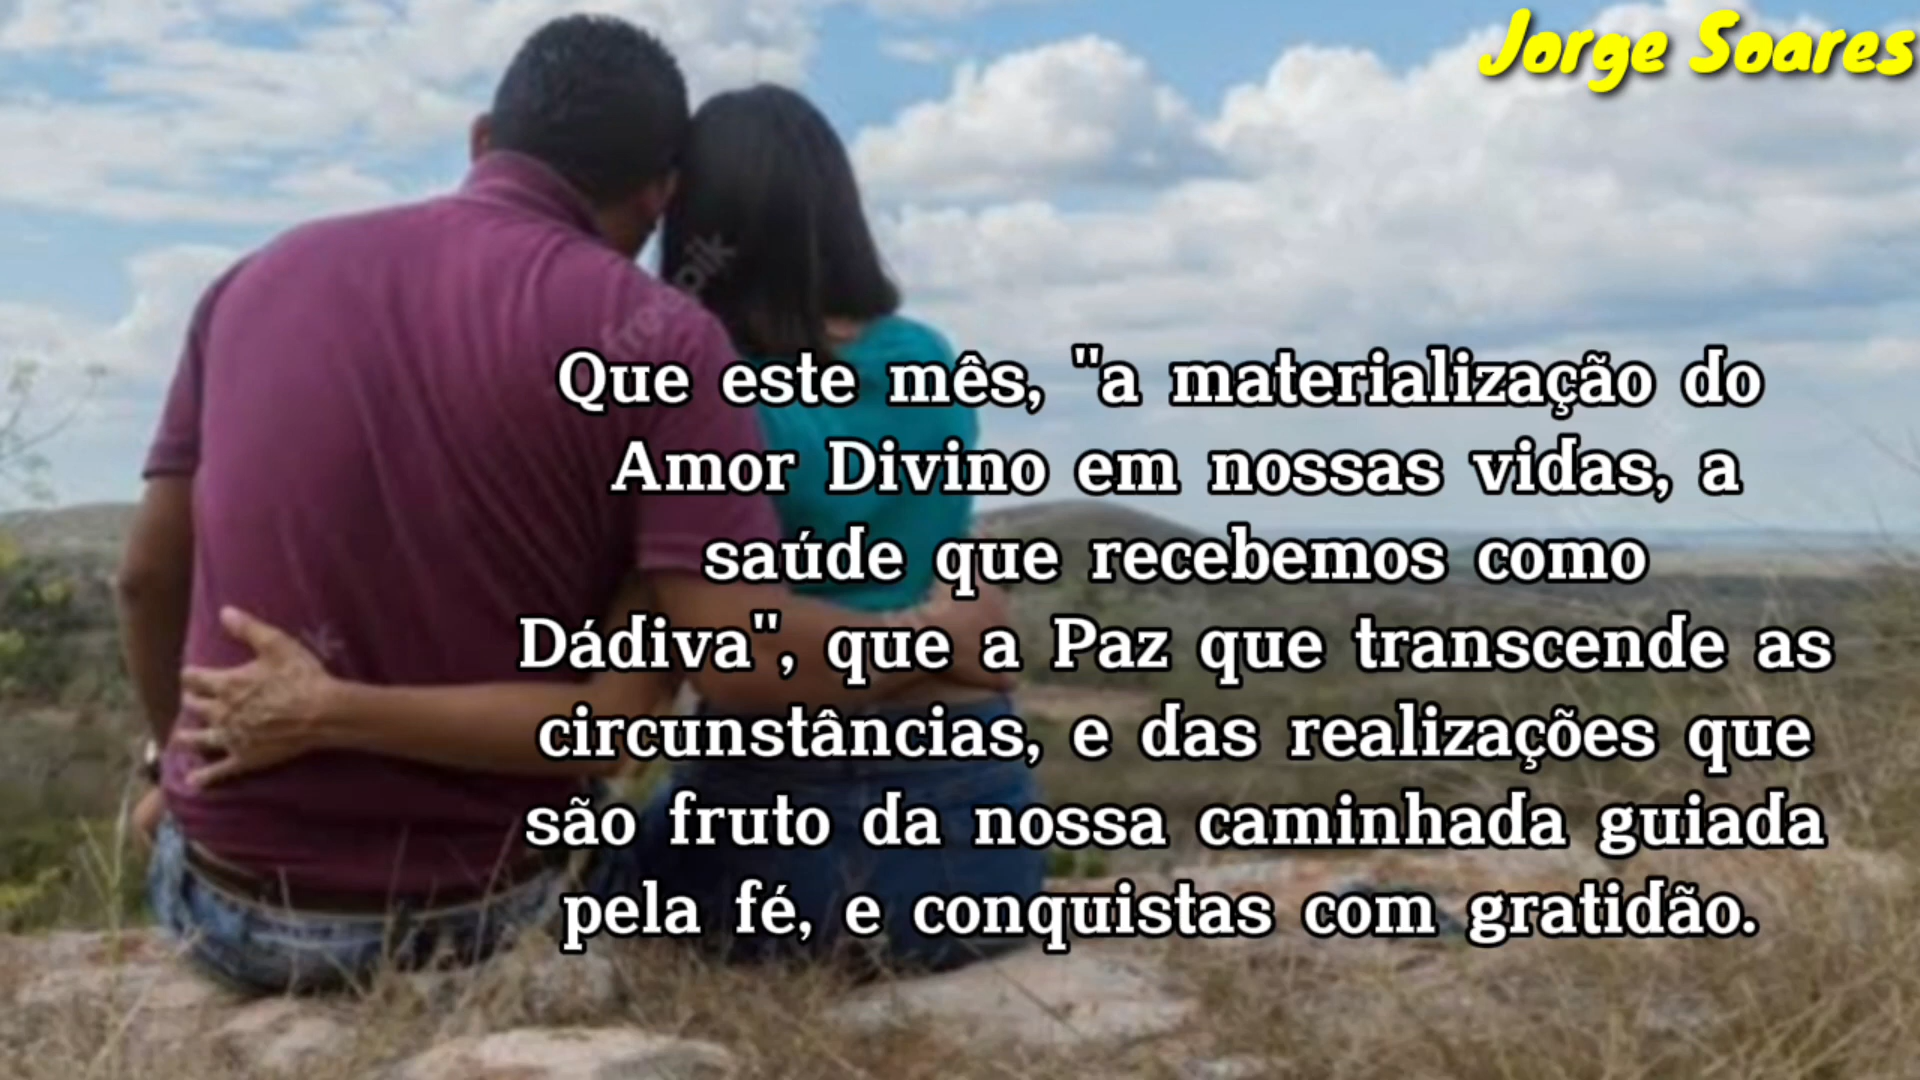 Jorge Soares
Que este mês, "a materialização do
Amor Divino em nossas vidas, a
saúde que recebemos como
Dádiva", que a Paz que transcende as
circunstâncias, e das realizações que
são fruto da nossa caminhada guiada
pela fé, e conquistas com gratidão.
freepik